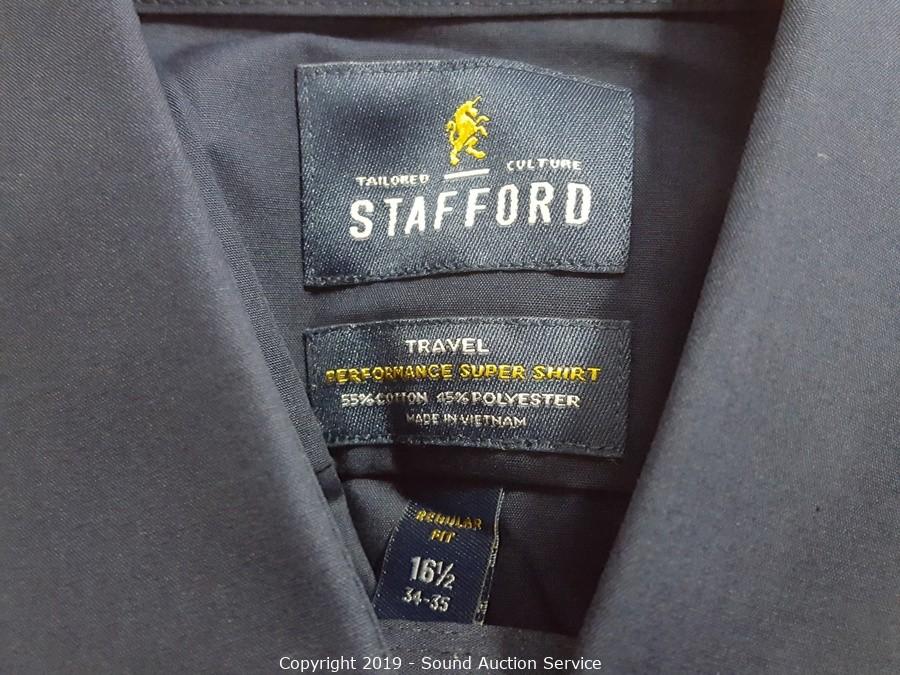 TAILORED CULTURE
STAFFORD
TRAVEL
PERFORMANCE SUPER SHIRT
55% COTTON 45% POLYESTER
MADE IN VIETNAM
REGULAR
FIT
16½
34-35
Copyright 2019 - Sound Auction Service